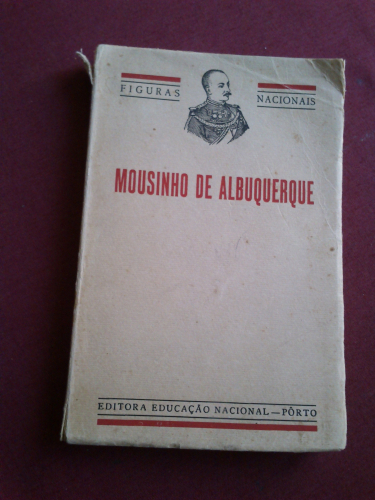 FIGURAS NACIONAIS
MOUSINHO DE ALBUQUERQUE
EDITORA EDUCAÇÃO NACIONAL — PÔRTO